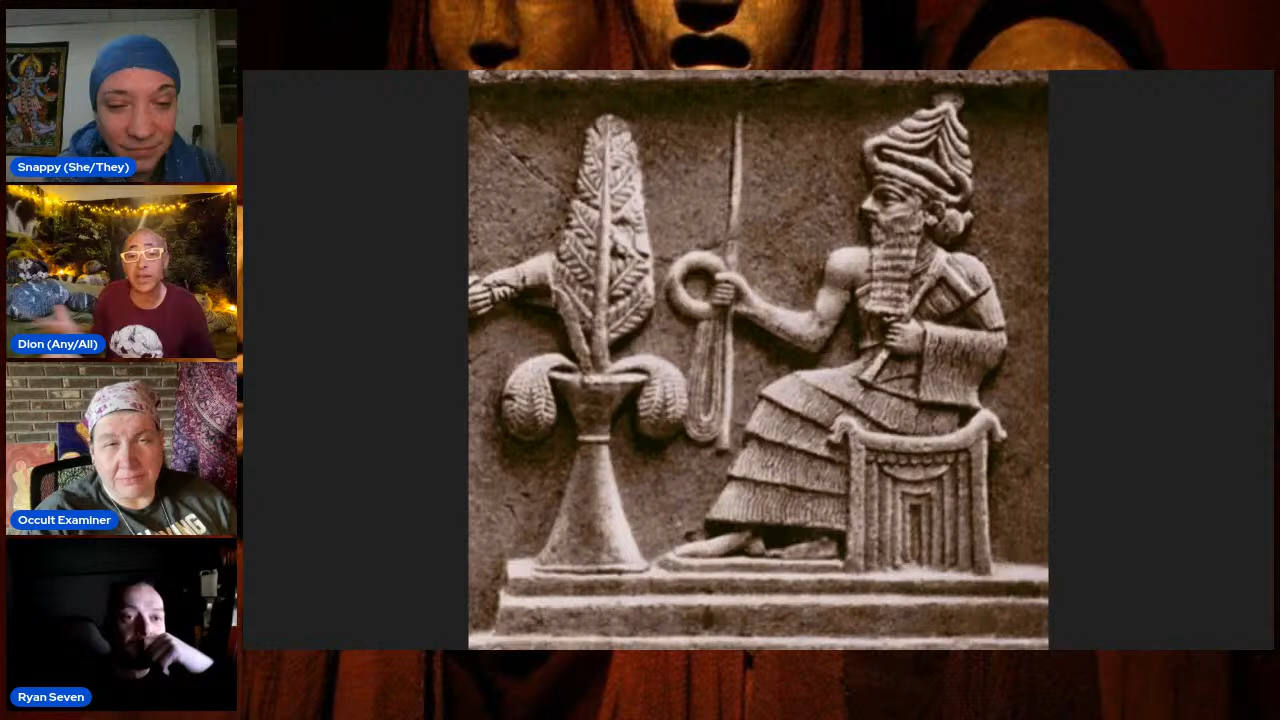 Snappy (She/They)
Dion (Any/All)
Occult Examiner
Ryan Seven